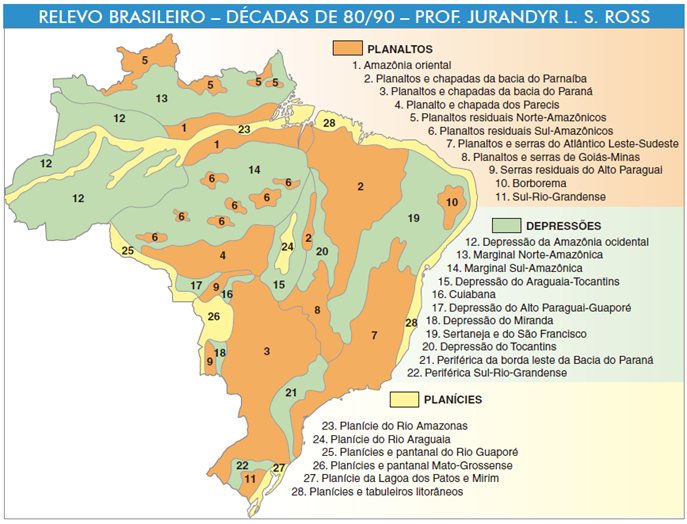 RELEVO BRASILEIRO – DÉCADAS DE 80/90 – PROF. JURANDYR L. S. ROSS
PLANALTOS
1. Amazônia oriental
2. Planaltos e chapadas da bacia do Parnaíba
3. Planaltos e chapadas da bacia do Paraná
4. Planalto e chapada dos Parecis
5. Planaltos residuais Norte-Amazônicos
6. Planaltos residuais Sul-Amazônicos
7. Planaltos e serras do Atlântico Leste-Sudeste
8. Planaltos e serras de Goiás-Minas
9. Serras residuais do Alto Paraguai
10. Borborema
11. Sul-Rio-Grandense
DEPRESSÕES
12. Depressão da Amazônia ocidental
13. Marginal Norte-Amazônica
14. Marginal Sul-Amazônica
15. Depressão do Araguaia-Tocantins
16. Cuiabana
17. Depressão do Alto Paraguai-Guaporé
18. Depressão do Miranda
19. Sertaneja e do São Francisco
20. Depressão do Tocantins
21. Periférica da borda leste da Bacia do Paraná
22. Periférica Sul-Rio-Grandense
PLANÍCIES
23. Planície do Rio Amazonas
24. Planície do Rio Araguaia
25. Planícies e pantanal do Rio Guaporé
26. Planícies e pantanal Mato-Grossense
27. Planície da Lagoa dos Patos e Mirim
28. Planícies e tabuleiros litorâneos
5
5
5
5
13
12
1
23
28
1
12
12
14
6
6
6
2
19
10
6
6
6
6
25
4
24
2
20
17
9
16
15
26
8
28
7
3
9
18
21
22
11
27